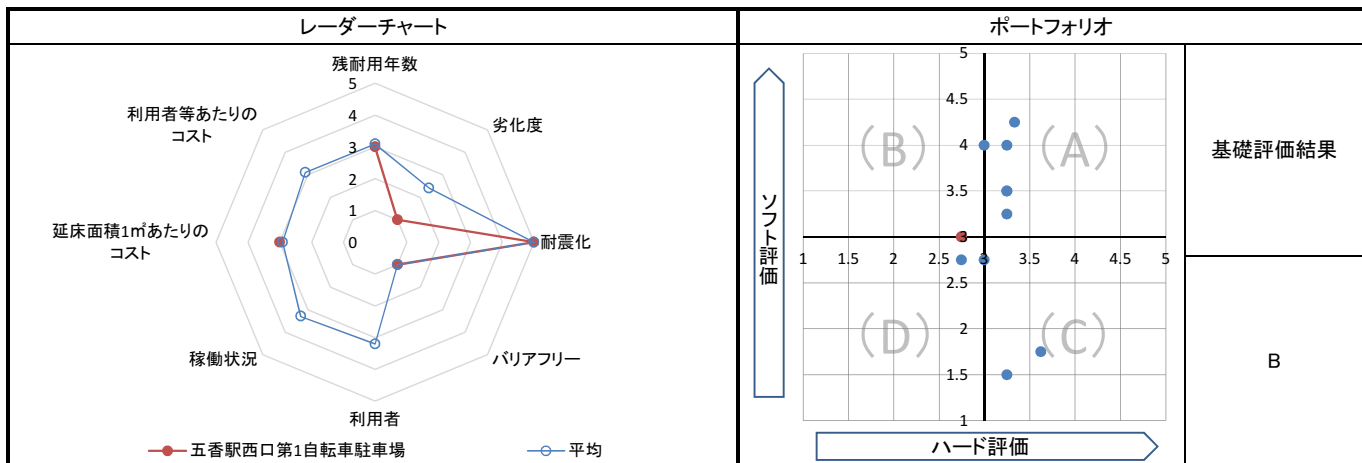 レーダーチャート
残耐用年数
劣化度
耐震化
バリアフリー
利用者
稼働状況
延床面積1㎡あたりの
コスト
利用者等あたりの
コスト
5
4
3
2
1
0
五香駅西口第1自転車駐車場
平均
ポートフォリオ
ソフト評価
5
4.5
4
3.5
3
2.5
2
1.5
1
1
1.5
2
2.5
3
3.5
4
4.5
5
(B)
(A)
(D)
(C)
ハード評価
基礎評価結果
B